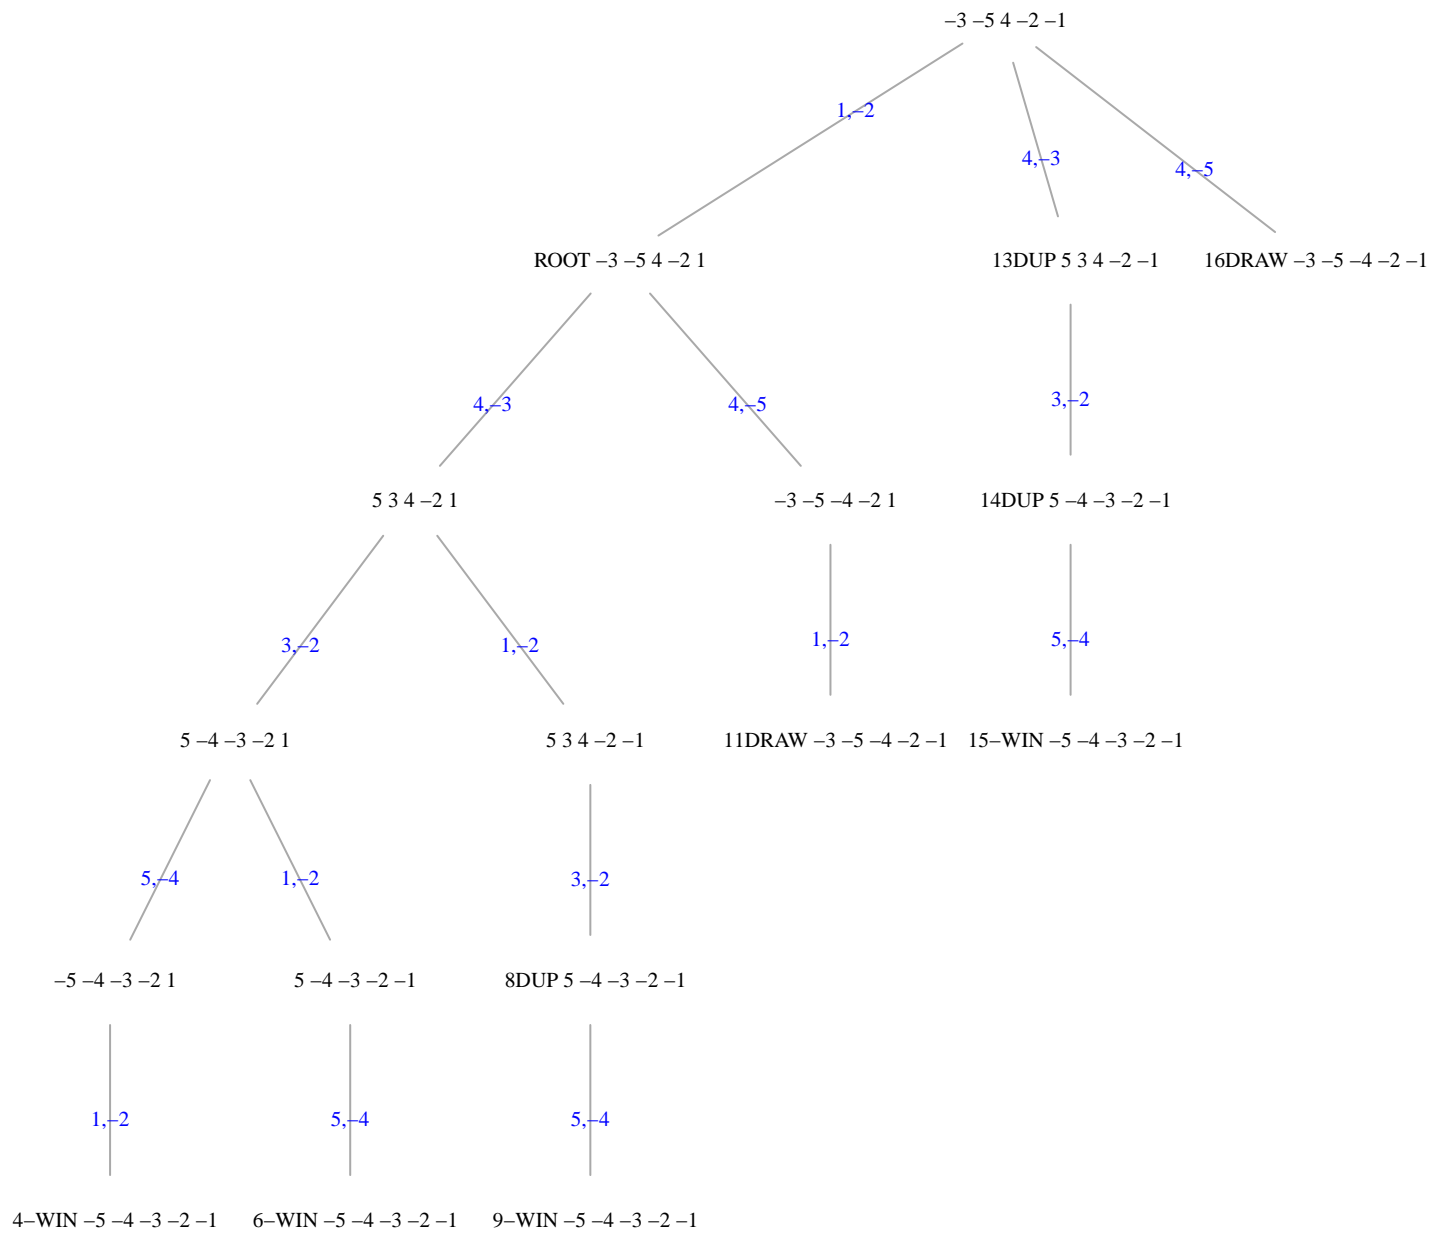 –3 –5 4 –2 –1
1,–2
4,–3
4,–5
ROOT –3 –5 4 –2 1
13DUP 5 3 4 –2 –1
16DRAW –3 –5 –4 –2 –1
4,–3
4,–5
3,–2
5 3 4 –2 1
–3 –5 –4 –2 1
14DUP 5 –4 –3 –2 –1
3,–2
1,–2
1,–2
5,–4
5 –4 –3 –2 1
5 3 4 –2 –1
11DRAW –3 –5 –4 –2 –1
15–WIN –5 –4 –3 –2 –1
5,–4
1,–2
3,–2
–5 –4 –3 –2 1
5 –4 –3 –2 –1
8DUP 5 –4 –3 –2 –1
1,–2
5,–4
5,–4
4–WIN –5 –4 –3 –2 –1
6–WIN –5 –4 –3 –2 –1
9–WIN –5 –4 –3 –2 –1